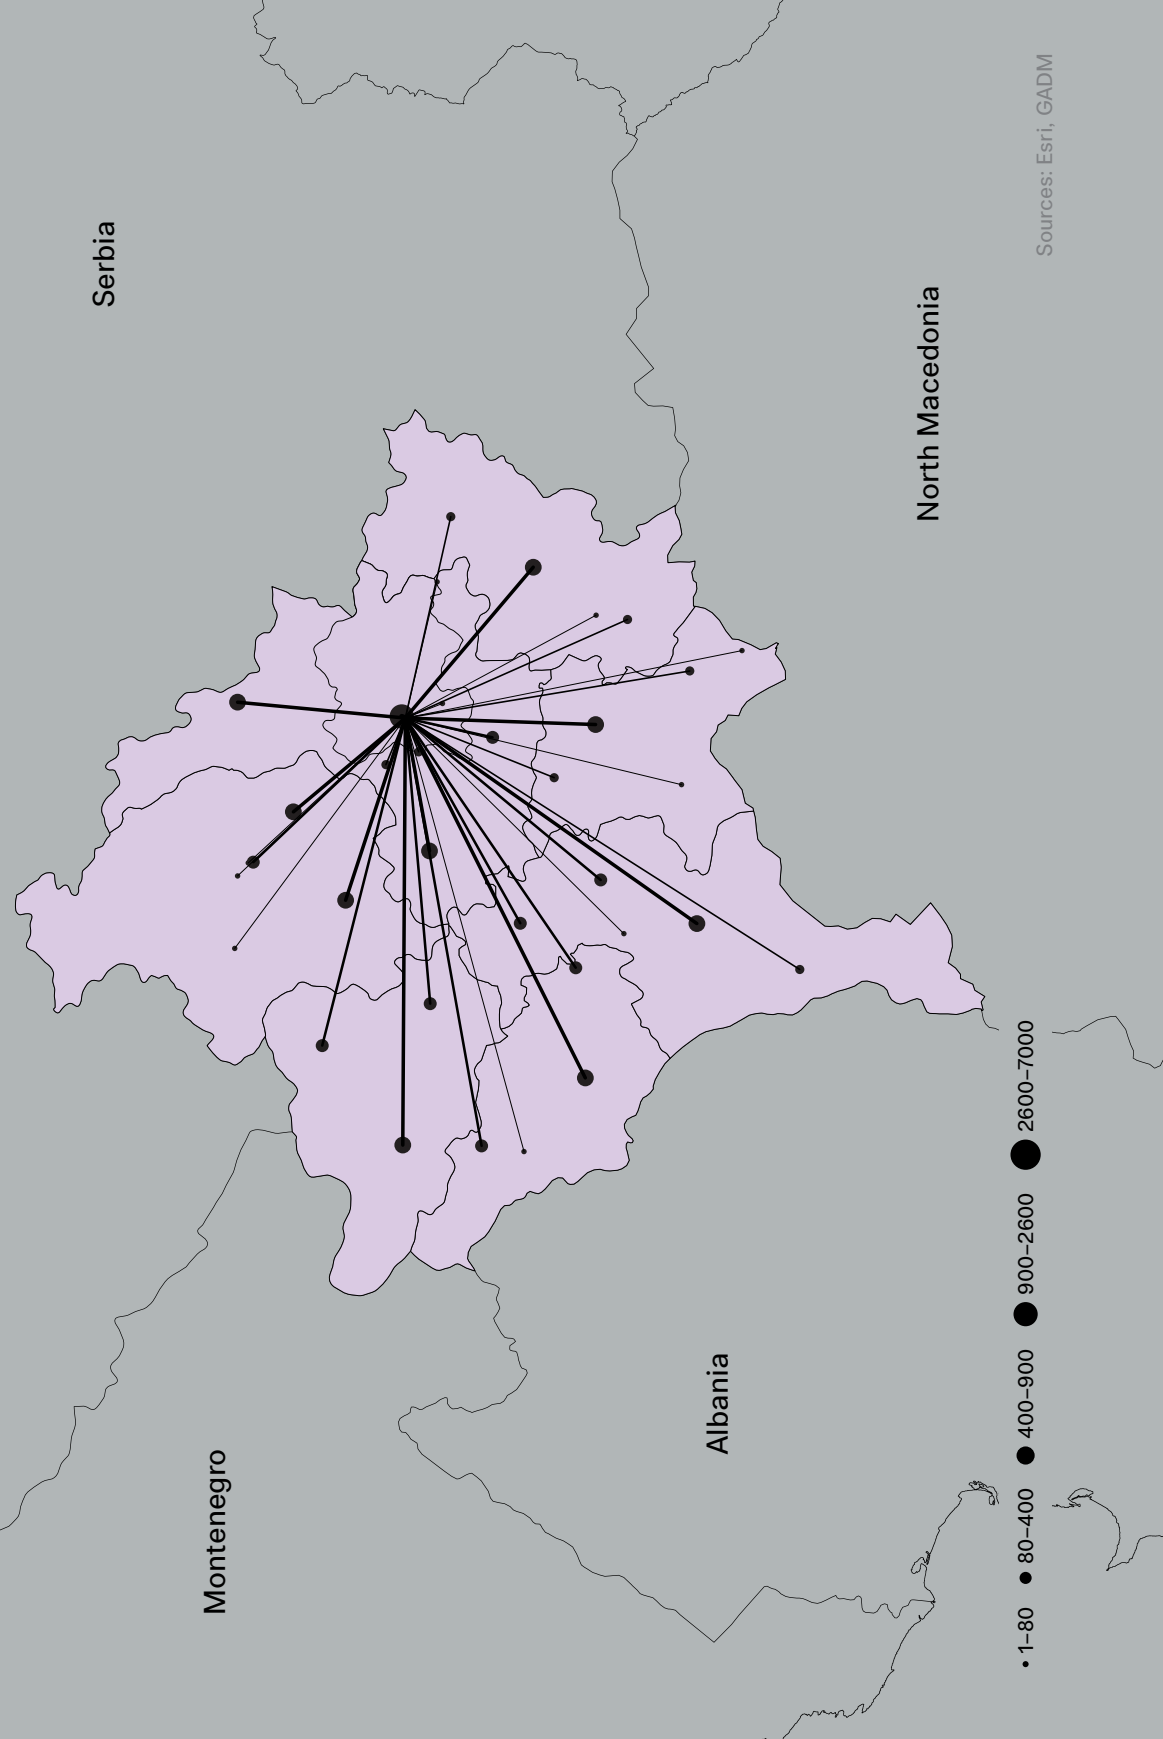 Montenegro
Serbia
Albania
North Macedonia
1–80
80–400
400–900
900–2600
2600–7000
Sources: Esri, GADM